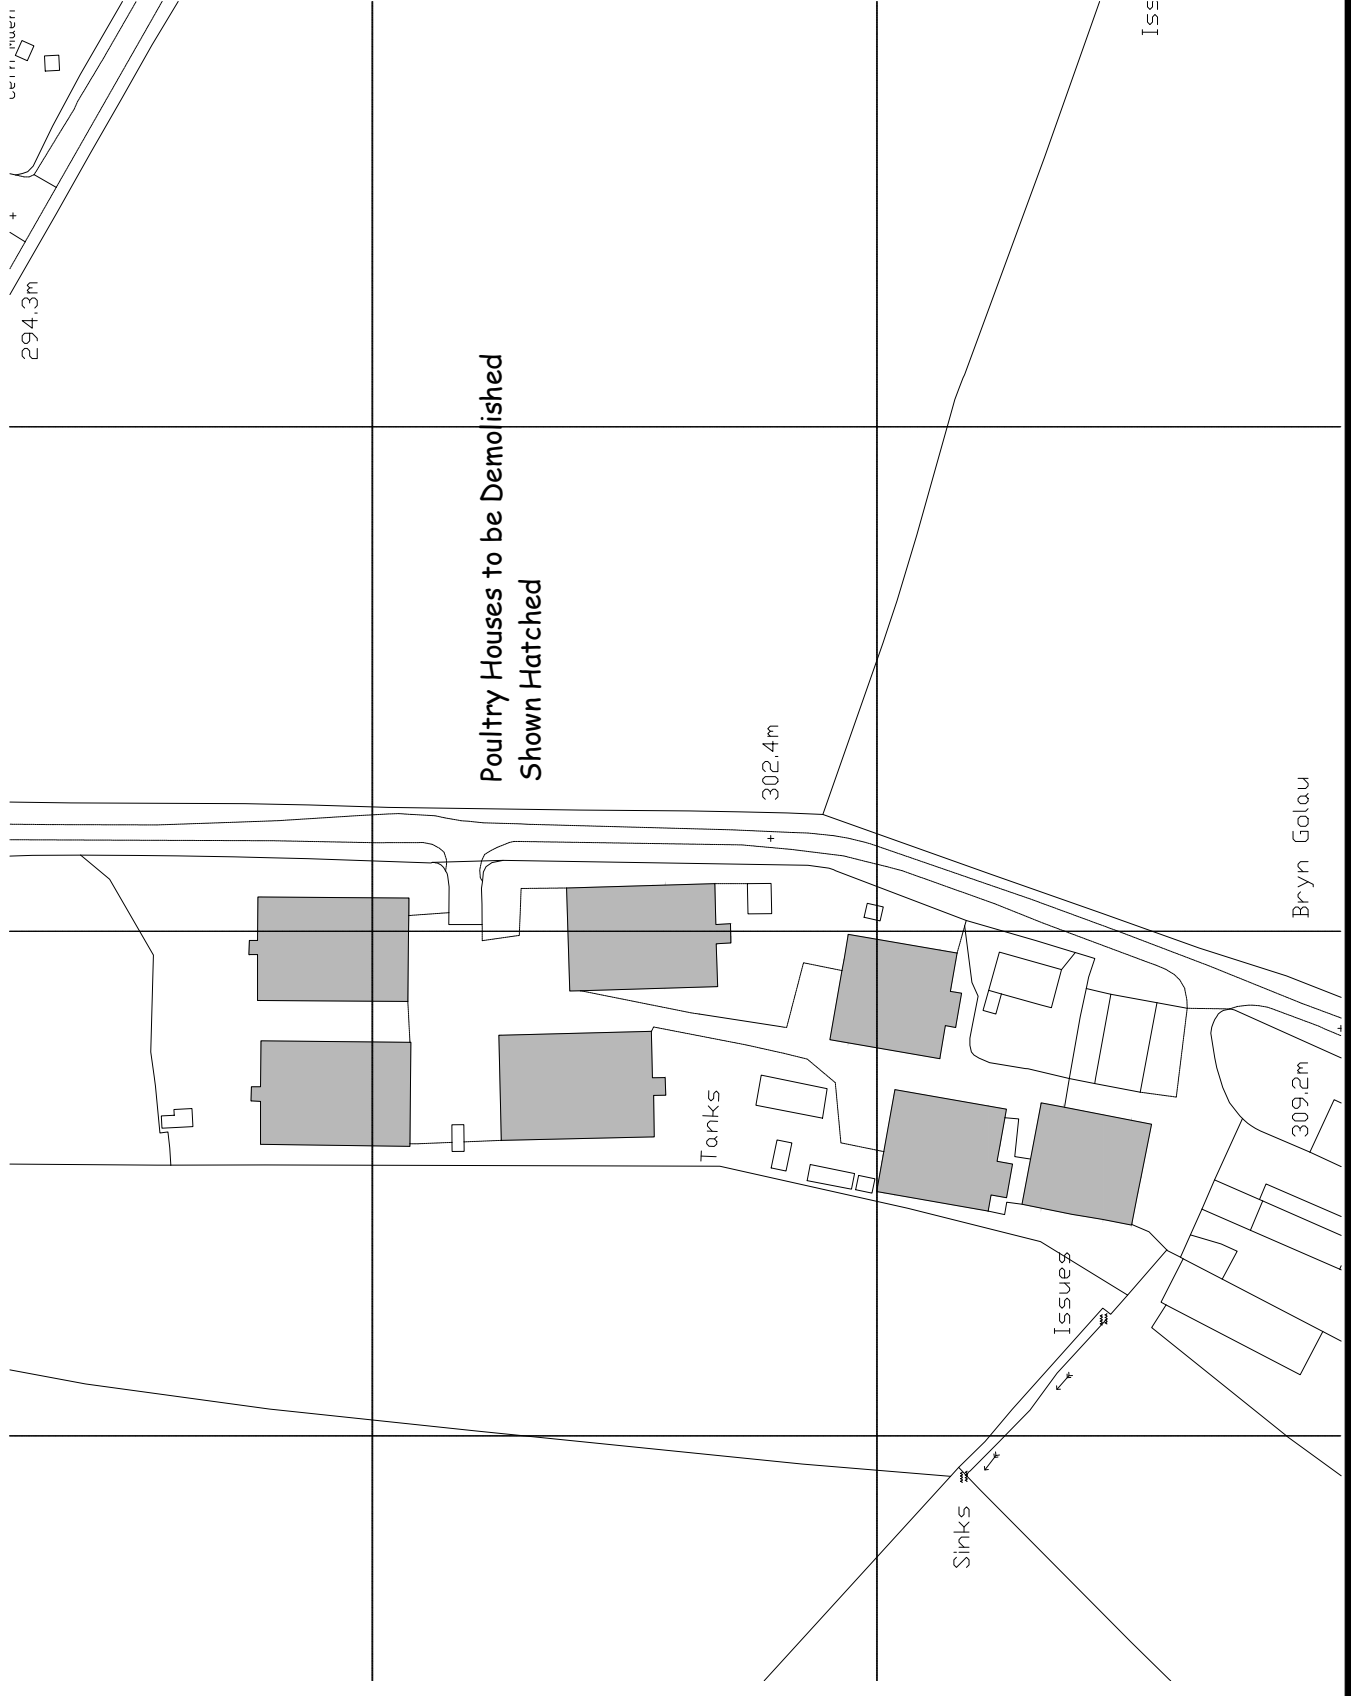 294.3m
Poultry Houses to be Demolished
Shown Hatched
302.4m
Bryn Golau
309.2m
Tanks
Issues
Sinks